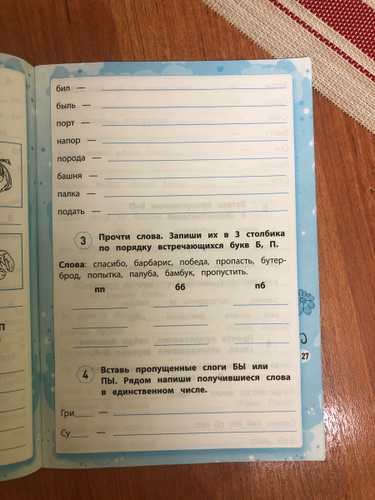 бил —
быль —
порт —
напор —
порода —
башня —
палка —
подать —
3 Прочти слова. Запиши их в 3 столбика
по порядку встречающихся букв Б, П.
Слова: спасибо, барбарис, победа, пропасть, бутер-
брод, попытка, палуба, бамбук, пропустить.
пп бб пб
4 Вставь пропущенные слоги БЫ или
ПЫ. Рядом напиши получившиеся слова
в единственном числе.
Гри —
Су —
27